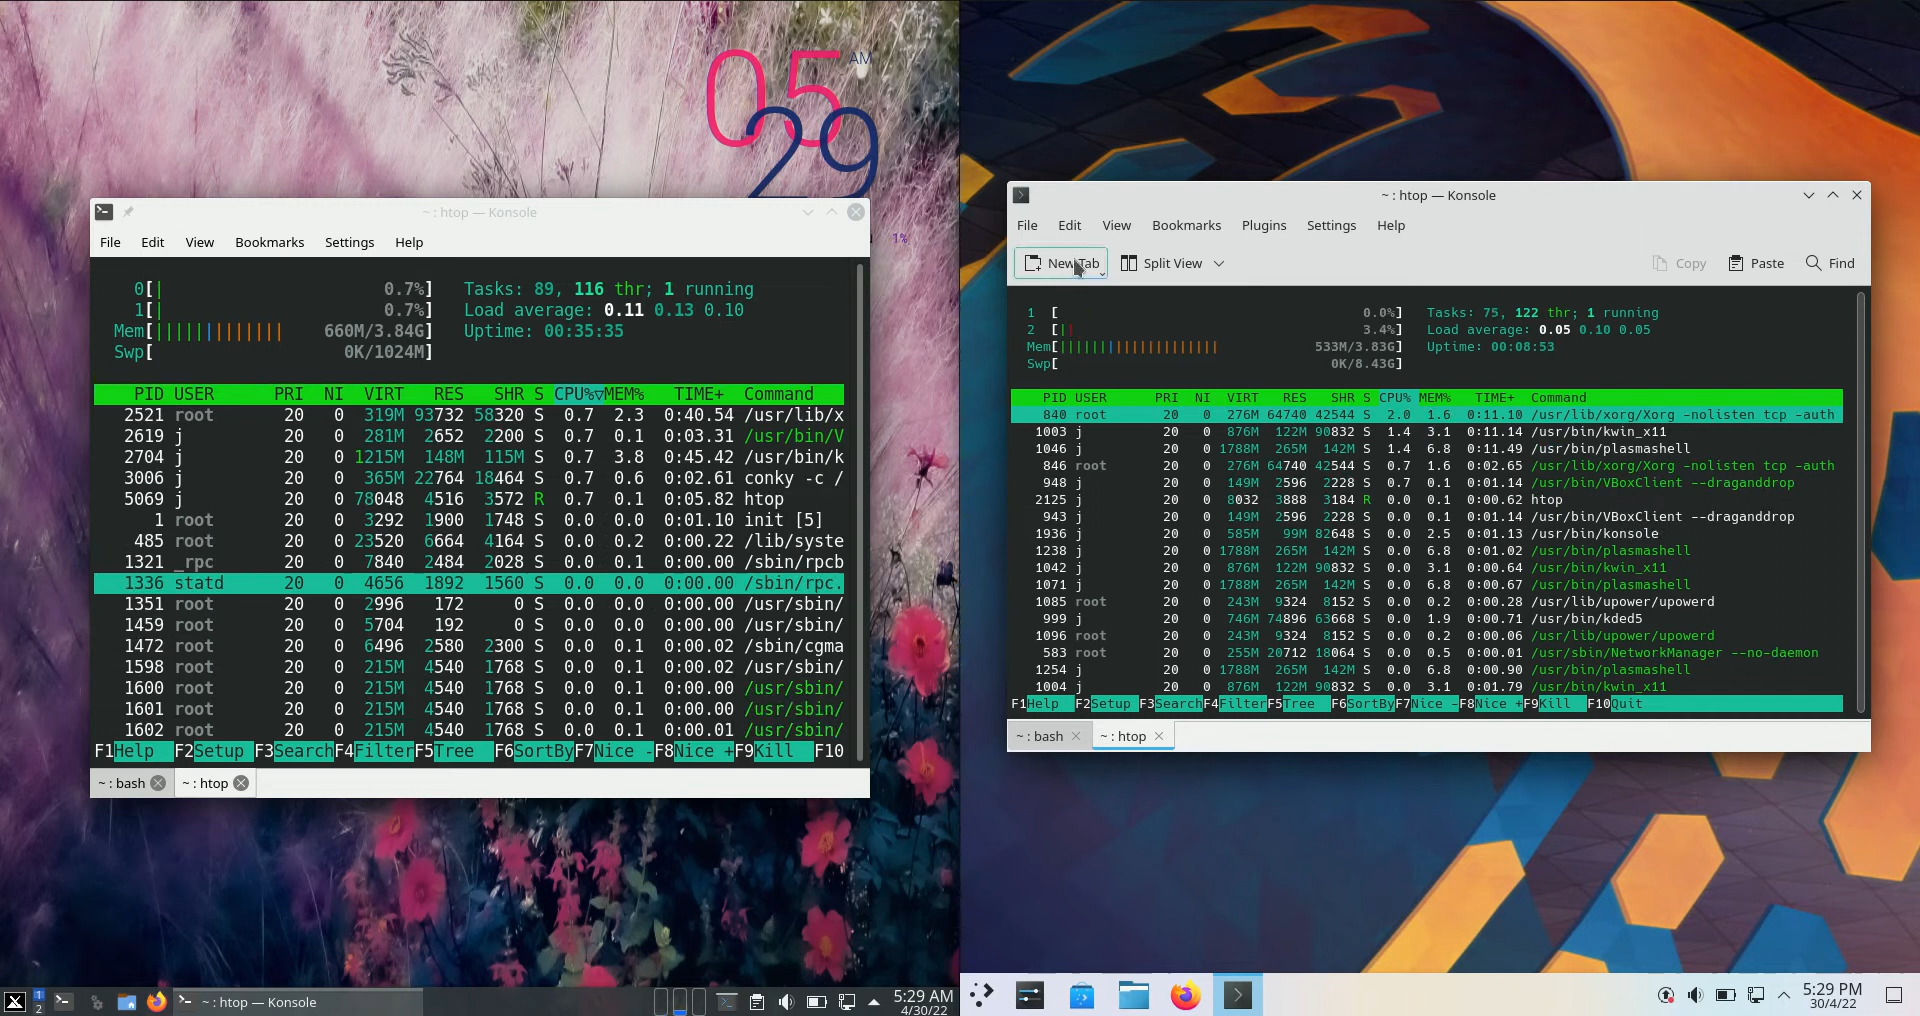 05
AM
29
1%
~ : htop — Konsole
File Edit View Bookmarks Settings Help
0[| 0.7%] Tasks: 89, 116 thr; 1 running
1[| 0.7%] Load average: 0.11 0.13 0.10
Mem[||||||||||||| 660M/3.84G] Uptime: 00:35:35
Swp[ 0K/1024M]
PID USER PRI NI VIRT RES SHR S CPU%▽MEM% TIME+ Command
2521 root 20 0 319M 93732 58320 S 0.7 2.3 0:40.54 /usr/lib/x
2619 j 20 0 281M 2652 2200 S 0.7 0.1 0:03.31 /usr/bin/V
2704 j 20 0 1215M 148M 115M S 0.7 3.8 0:45.42 /usr/bin/k
3006 j 20 0 365M 22764 18464 S 0.7 0.6 0:02.61 conky -c /
5069 j 20 0 78048 4516 3572 R 0.7 0.1 0:05.82 htop
1 root 20 0 3292 1900 1748 S 0.0 0.0 0:01.10 init [5]
485 root 20 0 23520 6664 4164 S 0.0 0.2 0:00.22 /lib/syste
1321 _rpc 20 0 7840 2484 2028 S 0.0 0.1 0:00.00 /sbin/rpcb
1336 statd 20 0 4656 1892 1560 S 0.0 0.0 0:00.00 /sbin/rpc.
1351 root 20 0 2996 172 0 S 0.0 0.0 0:00.00 /usr/sbin/
1459 root 20 0 5704 192 0 S 0.0 0.0 0:00.00 /usr/sbin/
1472 root 20 0 6496 2580 2300 S 0.0 0.1 0:00.02 /sbin/cgma
1598 root 20 0 215M 4540 1768 S 0.0 0.1 0:00.02 /usr/sbin/
1600 root 20 0 215M 4540 1768 S 0.0 0.1 0:00.00 /usr/sbin/
1601 root 20 0 215M 4540 1768 S 0.0 0.1 0:00.00 /usr/sbin/
1602 root 20 0 215M 4540 1768 S 0.0 0.1 0:00.01 /usr/sbin/
F1Help F2Setup F3SearchF4FilterF5Tree F6SortByF7Nice -F8Nice +F9Kill F10
~ : bash ~ : htop
1
2
~ : htop — Konsole
5:29 AM
4/30/22
~ : htop — Konsole
File Edit View Bookmarks Plugins Settings Help
New Tab Split View Copy Paste Find
1 [ 0.0%] Tasks: 75, 122 thr; 1 running
2 [|| 3.4%] Load average: 0.05 0.10 0.05
Mem[|||||||||||||||||||| 533M/3.83G] Uptime: 00:08:53
Swp[ 0K/8.43G]
PID USER PRI NI VIRT RES SHR S CPU% MEM% TIME+ Command
840 root 20 0 276M 64740 42544 S 2.0 1.6 0:11.10 /usr/lib/xorg/Xorg -nolisten tcp -auth
1003 j 20 0 876M 122M 90832 S 1.4 3.1 0:11.14 /usr/bin/kwin_x11
1046 j 20 0 1788M 265M 142M S 1.4 6.8 0:11.49 /usr/bin/plasmashell
846 root 20 0 276M 64740 42544 S 0.7 1.6 0:02.65 /usr/lib/xorg/Xorg -nolisten tcp -auth
948 j 20 0 149M 2596 2228 S 0.7 0.1 0:01.14 /usr/bin/VBoxClient --draganddrop
2125 j 20 0 8032 3888 3184 R 0.0 0.1 0:00.62 htop
943 j 20 0 149M 2596 2228 S 0.0 0.1 0:01.14 /usr/bin/VBoxClient --draganddrop
1936 j 20 0 585M 99M 82648 S 0.0 2.5 0:01.13 /usr/bin/konsole
1238 j 20 0 1788M 265M 142M S 0.0 6.8 0:01.02 /usr/bin/plasmashell
1042 j 20 0 876M 122M 90832 S 0.0 3.1 0:00.64 /usr/bin/kwin_x11
1071 j 20 0 1788M 265M 142M S 0.0 6.8 0:00.67 /usr/bin/plasmashell
1085 root 20 0 243M 9324 8152 S 0.0 0.2 0:00.28 /usr/lib/upower/upowerd
999 j 20 0 746M 74896 63668 S 0.0 1.9 0:00.71 /usr/bin/kded5
1096 root 20 0 243M 9324 8152 S 0.0 0.2 0:00.06 /usr/lib/upower/upowerd
583 root 20 0 255M 20712 18064 S 0.0 0.5 0:00.01 /usr/sbin/NetworkManager --no-daemon
1254 j 20 0 1788M 265M 142M S 0.0 6.8 0:00.90 /usr/bin/plasmashell
1004 j 20 0 876M 122M 90832 S 0.0 3.1 0:01.79 /usr/bin/kwin_x11
F1Help F2Setup F3SearchF4FilterF5Tree F6SortByF7Nice -F8Nice +F9Kill F10Quit
~ : bash ~ : htop
5:29 PM
30/4/22